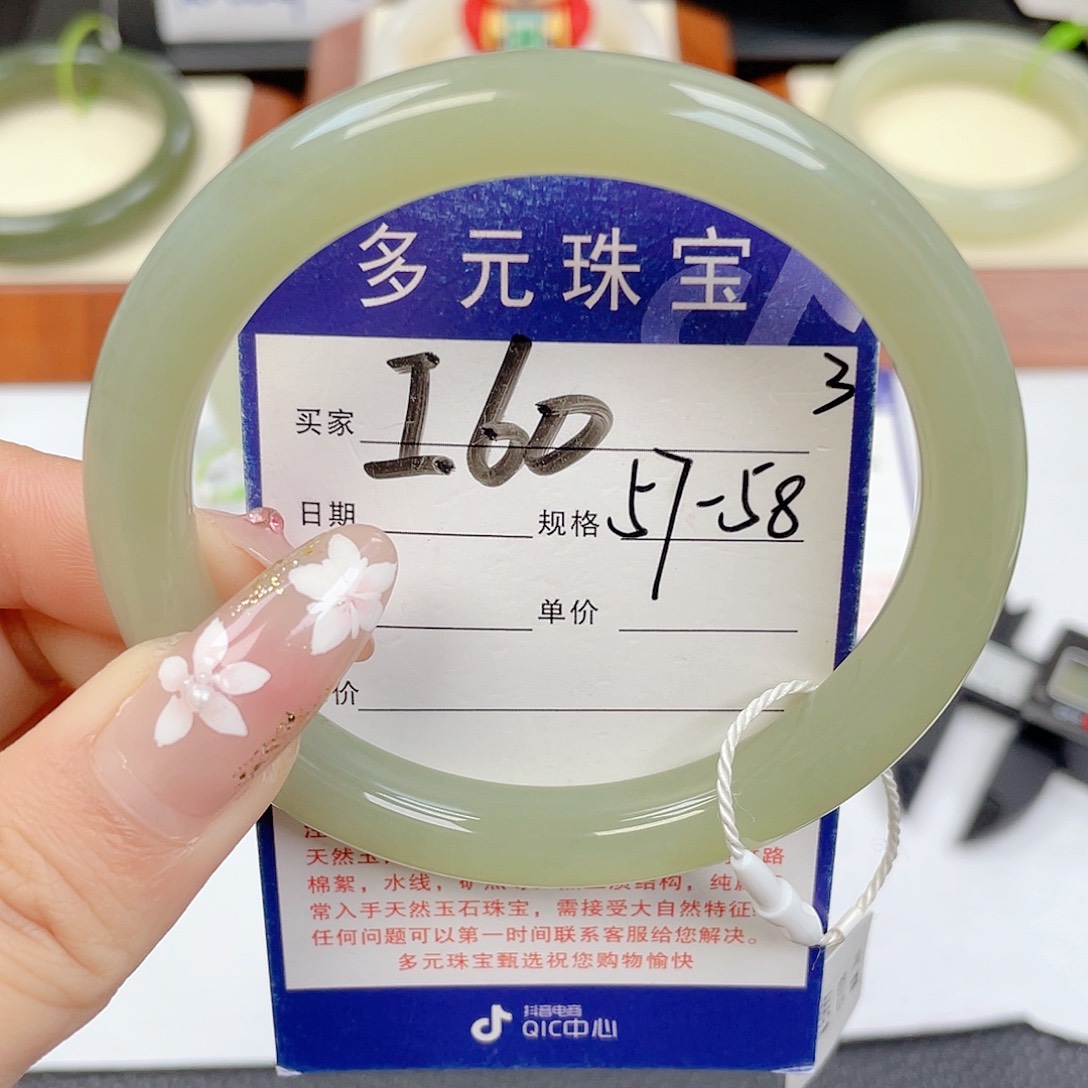 多元珠宝
3
买家 I.60
日期 规格 57-58
单价
价
天然玉
棉絮，水线，
常入手天然玉石珠宝，需接受大自然特征
任何问题可以第一时间联系客服给您解决。
多元珠宝甄选祝您购物愉快
抖音电商
QIC中心